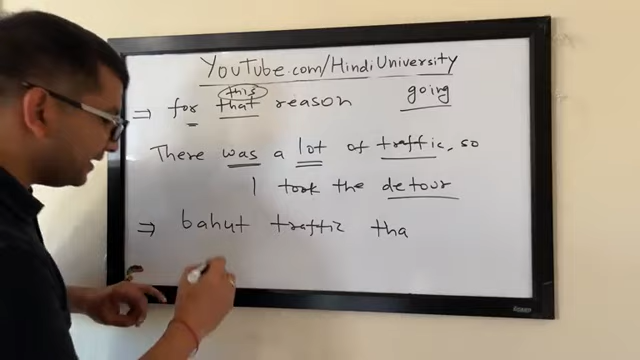 YouTube.com/HindiUniversity
this
⇒ for that reason going
There was a lot of traffic, so
I took the detour
⇒ bahut traffic tha